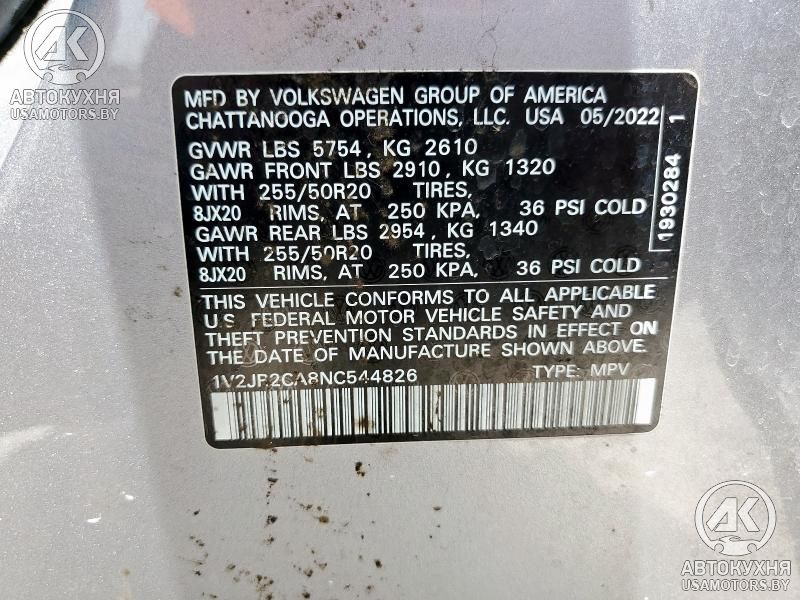 AK
АВТОКУХНЯ
USAMOTORS.BY
MFD BY VOLKSWAGEN GROUP OF AMERICA
CHATTANOOGA OPERATIONS, LLC. USA 05/2022
GVWR LBS 5754, KG 2610
GAWR FRONT LBS 2910, KG 1320
WITH 255/50R20 TIRES,
8JX20 RIMS, AT 250 KPA, 36 PSI COLD
GAWR REAR LBS 2954, KG 1340
WITH 255/50R20 TIRES,
8JX20 RIMS, AT 250 KPA, 36 PSI COLD
THIS VEHICLE CONFORMS TO ALL APPLICABLE
U.S. FEDERAL MOTOR VEHICLE SAFETY AND
THEFT PREVENTION STANDARDS IN EFFECT ON
THE DATE OF MANUFACTURE SHOWN ABOVE.
1V2JP2CA8NC544826 TYPE: MPV
1930284 1
AK
АВТОКУХНЯ
USAMOTORS.BY